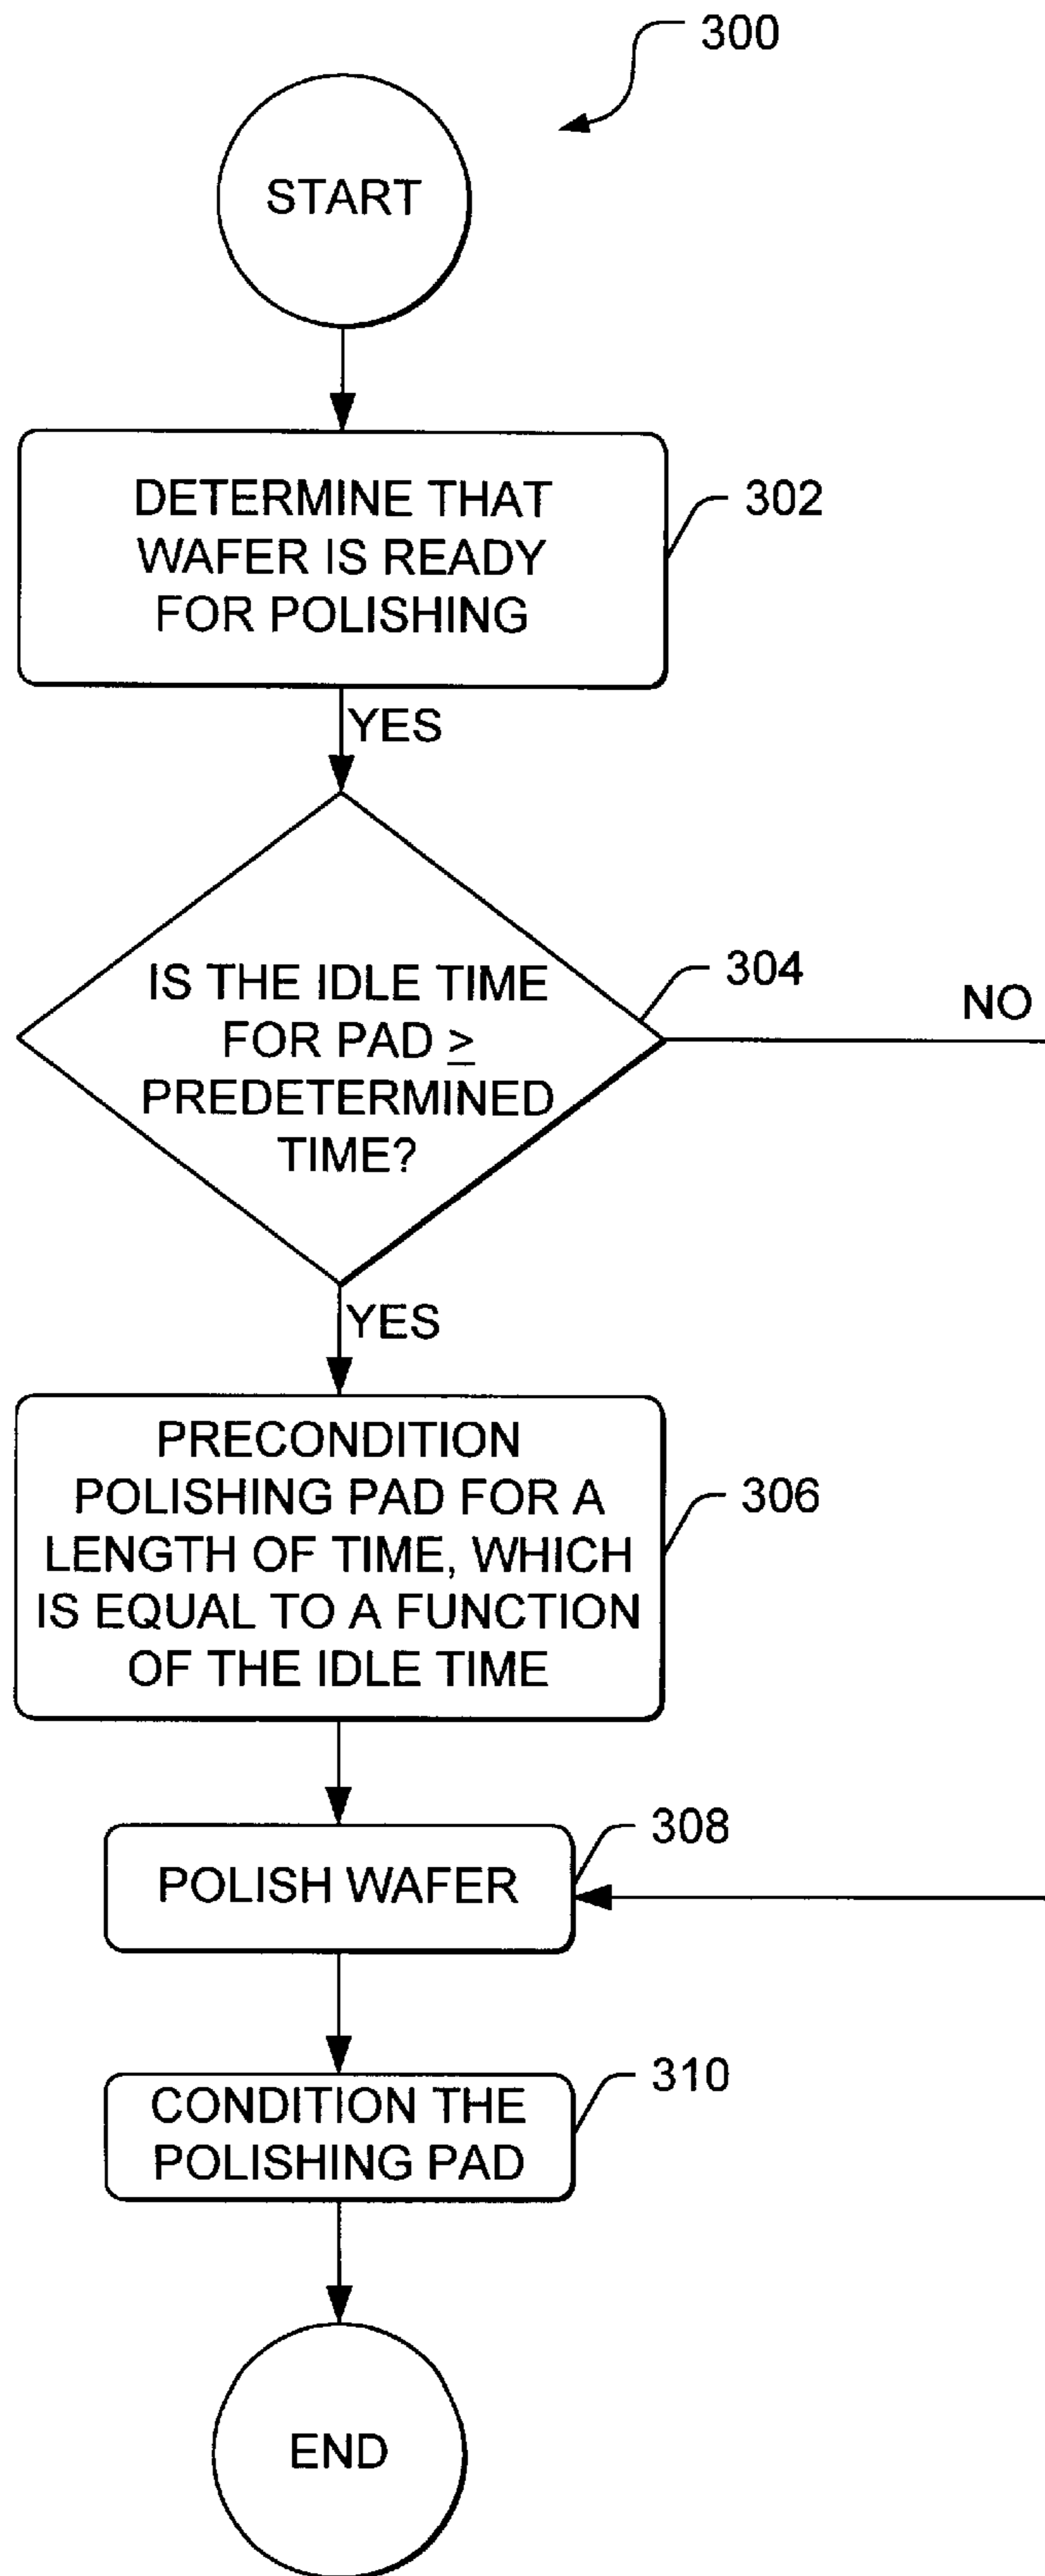 300
START
DETERMINE THAT
WAFER IS READY
FOR POLISHING
302
YES
IS THE IDLE TIME
FOR PAD ≥
PREDETERMINED
TIME?
304
NO
YES
PRECONDITION
POLISHING PAD FOR A
LENGTH OF TIME, WHICH
IS EQUAL TO A FUNCTION
OF THE IDLE TIME
306
POLISH WAFER
308
CONDITION THE
POLISHING PAD
310
END